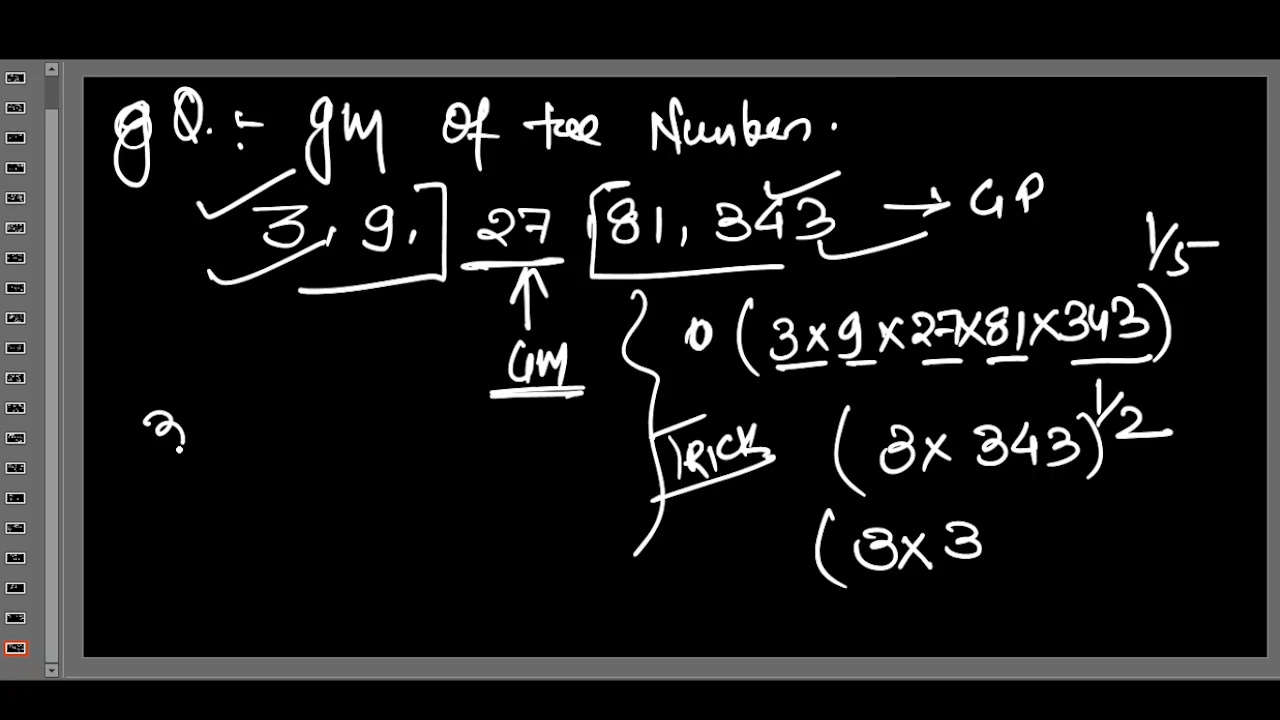 g Q. :- GM Of the Number.
3, 9, 27, 81, 343 → GP
GM
(3 × 9 × 27 × 81 × 343)^1/5
TRICK (3 × 343)^1/2
(3 × 3
3